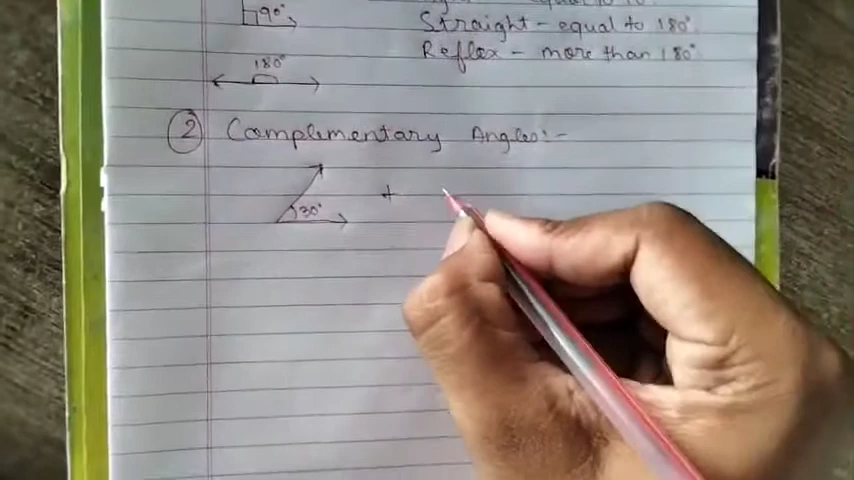 90°
Straight - equal to 180°
Reflex - more than 180°
180°
② Complementary Angles:-
30° +